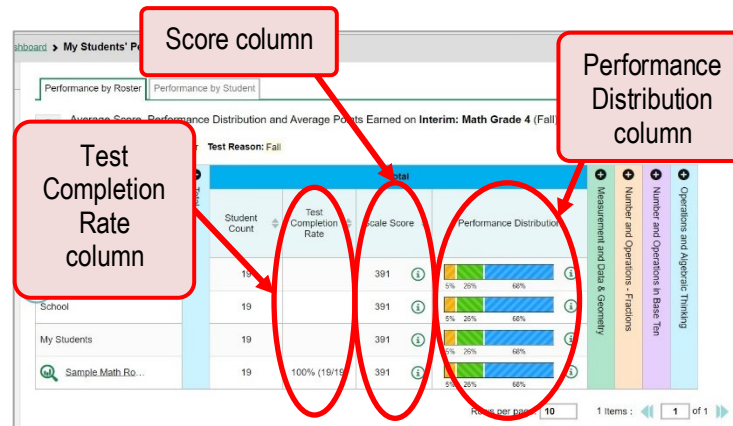 shboard > My Students' Pe
Score column
Performance
Distribution
column
Performance by Roster
Performance by Student
Average Score, Performance Distribution and Average Points Earned on Interim: Math Grade 4 (Fall)
Test Reason: Fall
Test
Completion
Rate
column
Total
Student
Count
Test
Completion
Rate
Scale Score
Performance Distribution
Measurement and Data & Geometry
Number and Operations - Fractions
Number and Operations in Base Ten
Operations and Algebraic Thinking
19 391
5% 26% 68%
School 19 391
5% 26% 68%
My Students 19 391
5% 26% 68%
Sample Math Ro... 19 100% (19/19 391
5% 26% 68%
Rows per page: 10 1 Items : 1 of 1